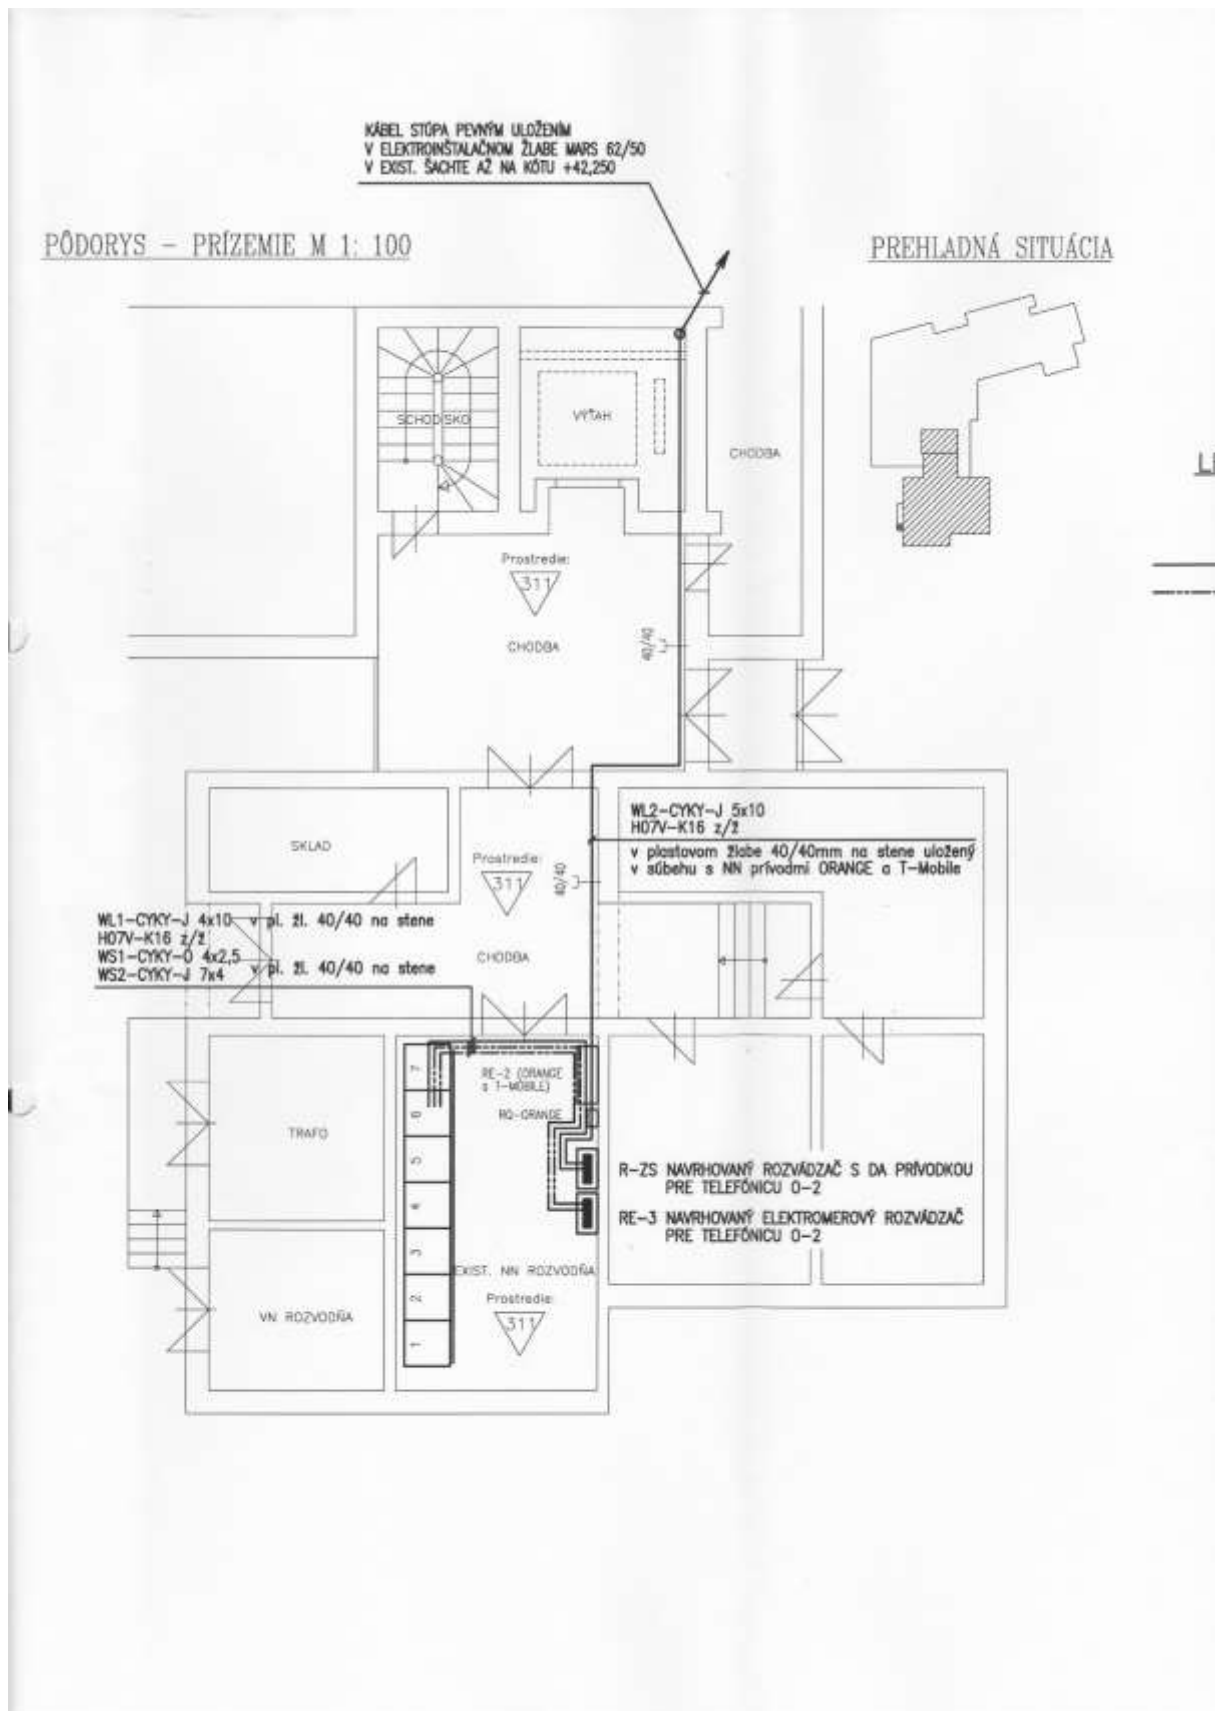 KÁBEL STÚPA PEVNÝM ULOŽENÍM
V ELEKTROINŠTALAČNOM ŽLABE MARS 62/50
V EXIST. ŠACHTE AŽ NA KÓTU +42,250
PÔDORYS - PRÍZEMIE M 1: 100
PREHLADNÁ SITUÁCIA
SCHODISKO
VÝŤAH
CHODBA
Prostredie:
311
CHODBA
40/40
WL2-CYKY-J 5x10
H07V-K16 z/ž
v plastovom žlabe 40/40mm na stene uložený
v súbehu s NN prívodmi ORANGE a T-Mobile
SKLAD
Prostredie:
311
40/40
WL1-CYKY-J 4x10 v pl. žl. 40/40 na stene
H07V-K16 z/ž
WS1-CYKY-O 4x2,5
WS2-CYKY-J 7x4 v pl. žl. 40/40 na stene
CHODBA
RE-2 (ORANGE
a T-MOBILE)
RO-ORANGE
7
6
5
4
3
2
1
TRAFO
R-ZS NAVRHOVANÝ ROZVÁDZAČ S DA PRÍVODKOU
PRE TELEFÓNICU O-2
RE-3 NAVRHOVANÝ ELEKTROMEROVÝ ROZVÁDZAČ
PRE TELEFÓNICU O-2
EXIST. NN ROZVODŇA
Prostredie:
311
VN ROZVODŇA